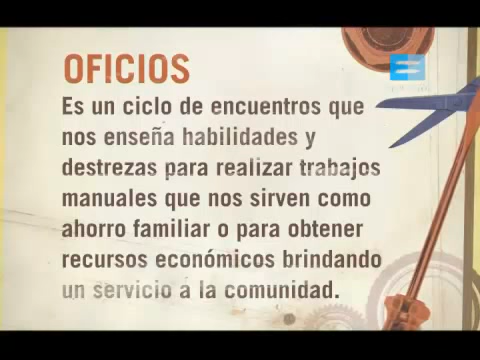 OFICIOS
Es un ciclo de encuentros que
nos enseña habilidades y
destrezas para realizar trabajos
manuales que nos sirven como
ahorro familiar o para obtener
recursos económicos brindando
un servicio a la comunidad.